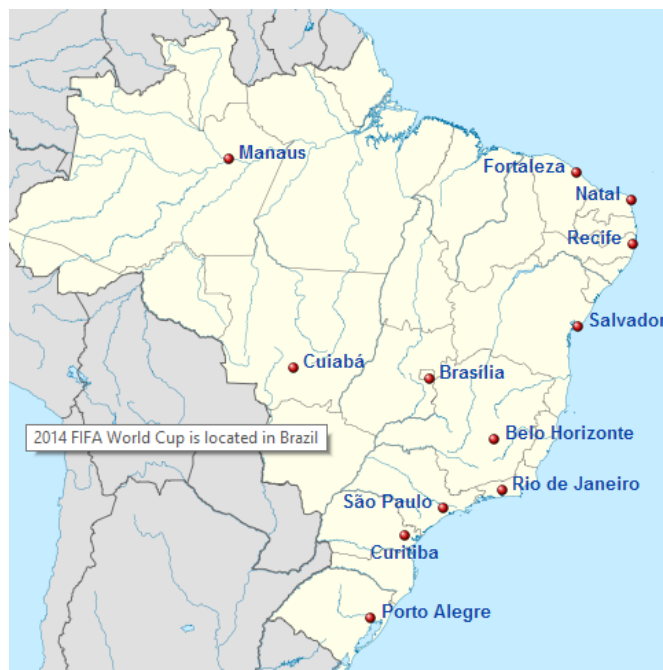 Manaus
Fortaleza
Natal
Recife
Salvador
Cuiabá
Brasília
2014 FIFA World Cup is located in Brazil
Belo Horizonte
Rio de Janeiro
São Paulo
Curitiba
Porto Alegre